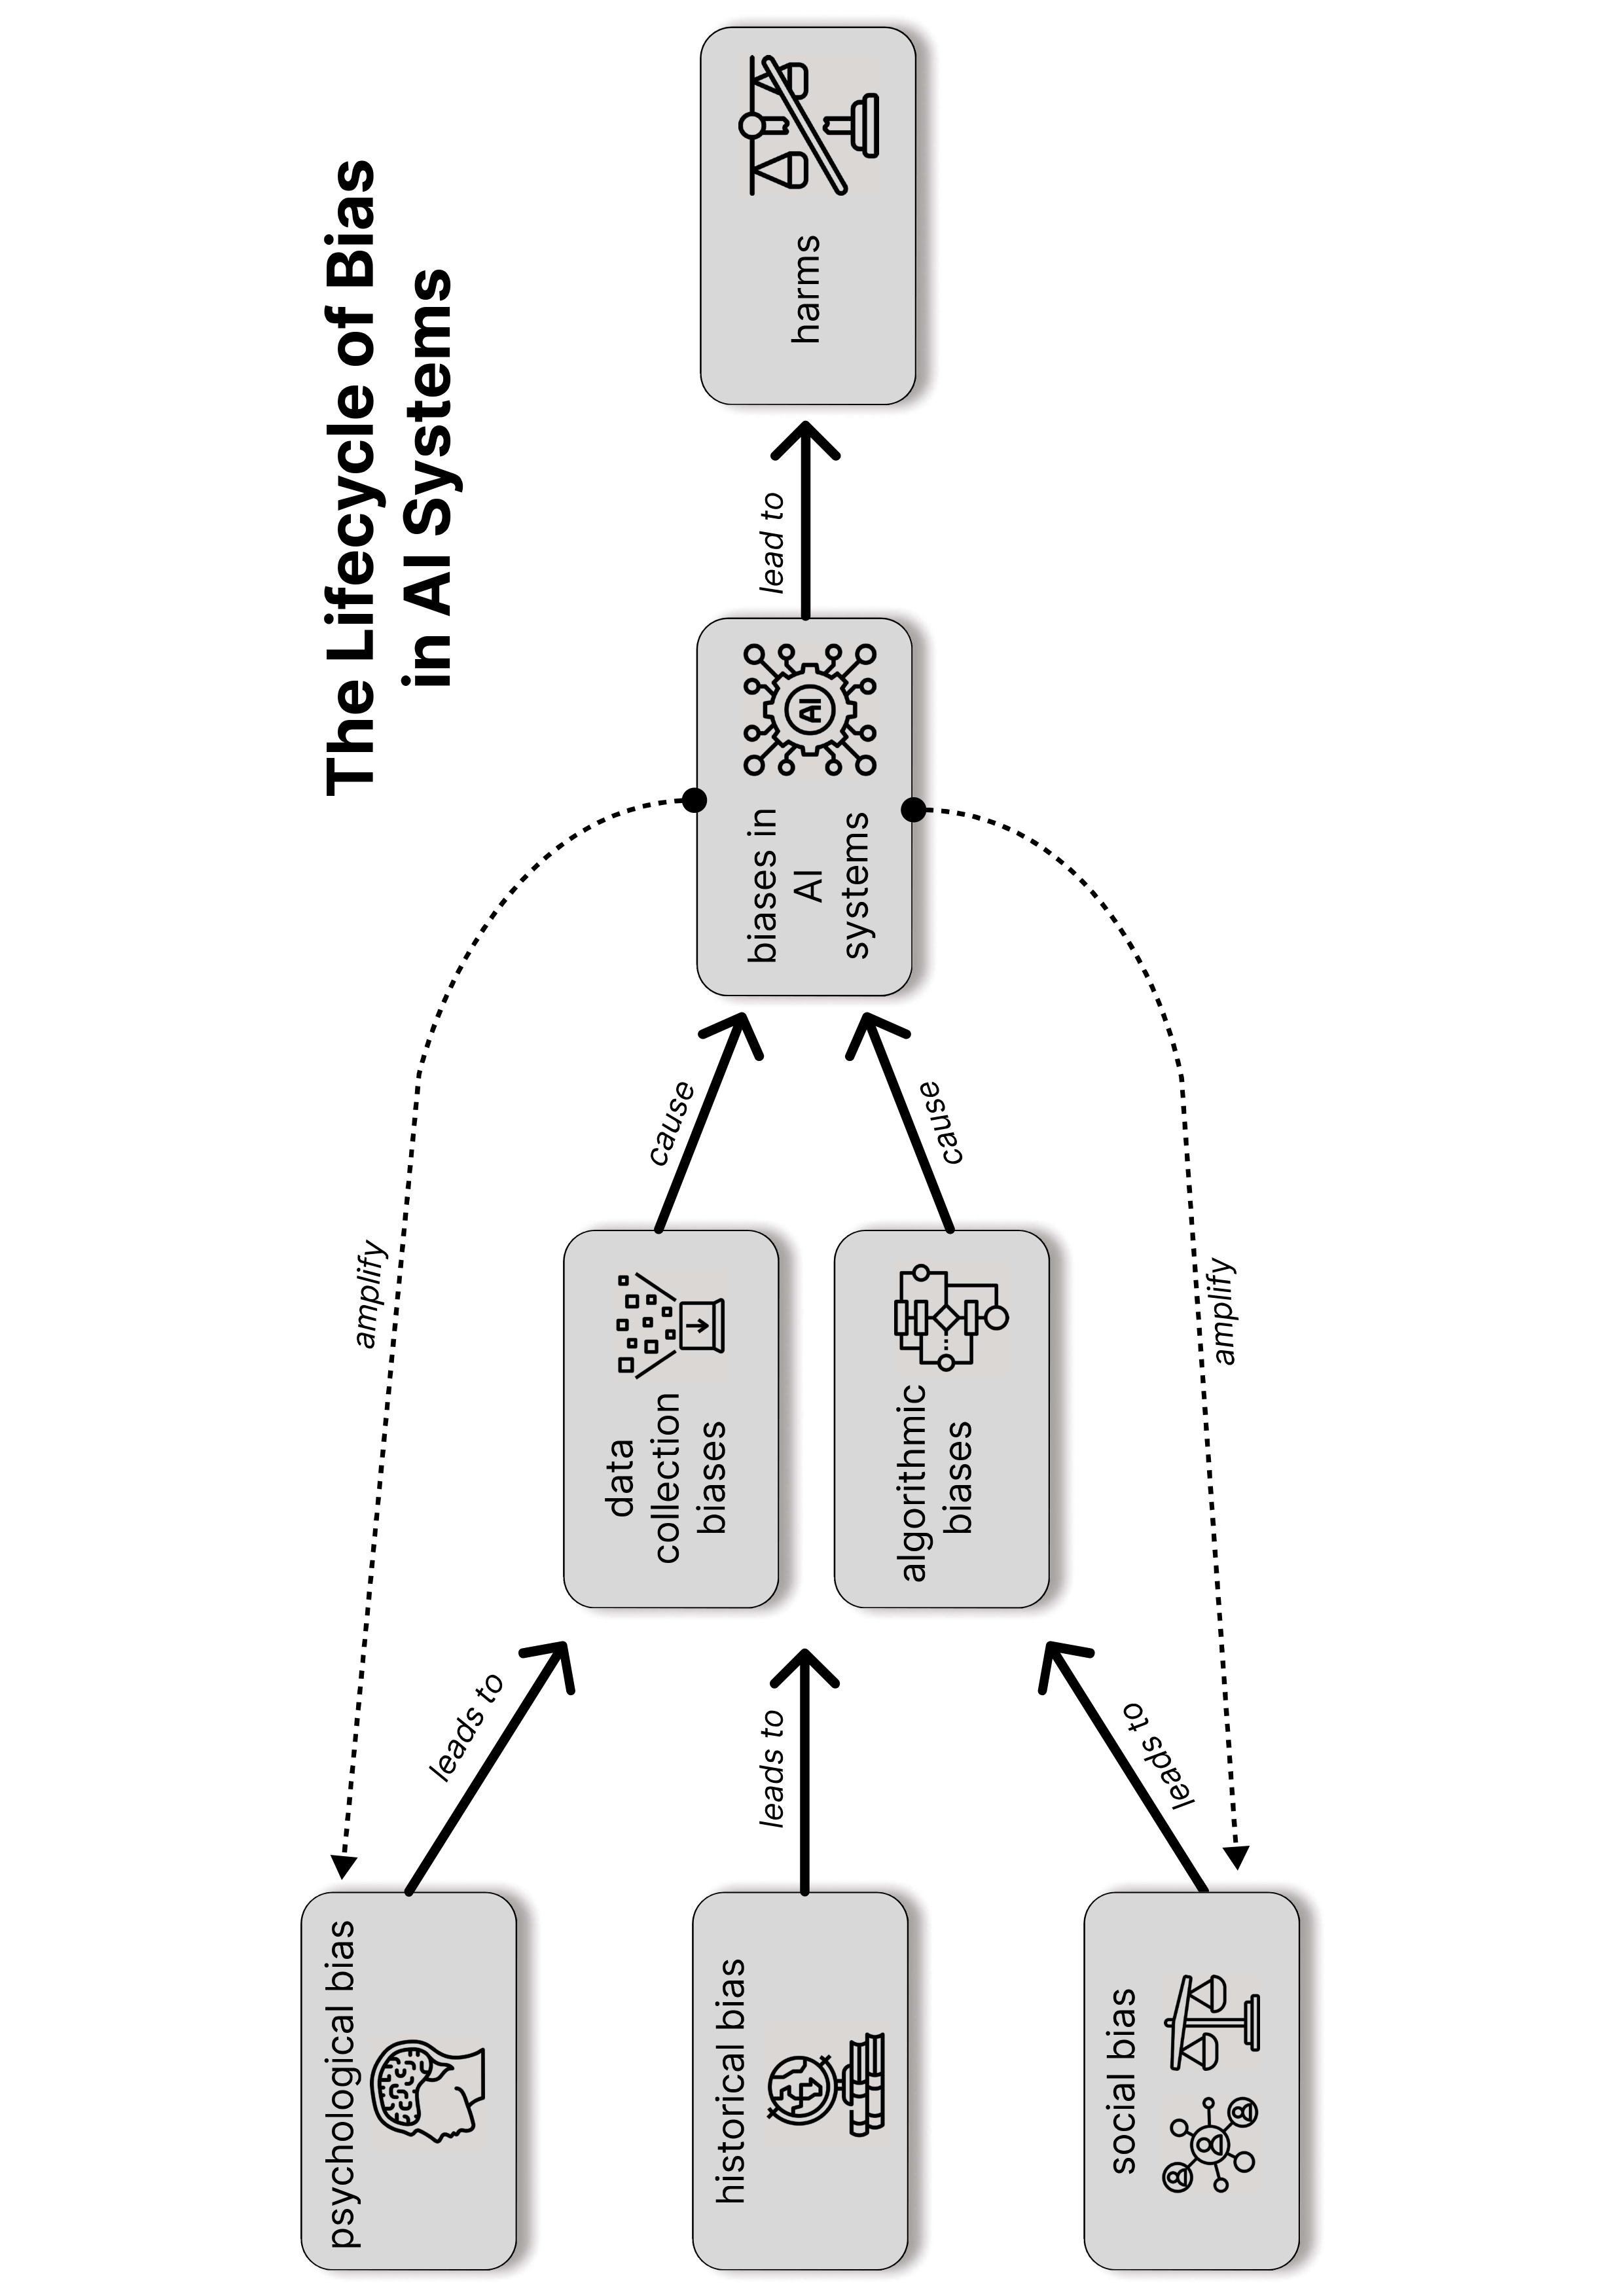 The Lifecycle of Bias
in AI Systems
amplify
psychological bias
leads to
data
collection
biases
cause
historical bias
leads to
biases in
AI
systems
AI
lead to
harms
algorithmic
biases
cause
social bias
leads to
amplify